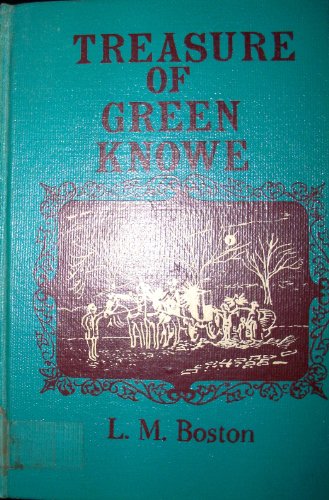 TREASURE
OF
GREEN
KNOWE
L. M. Boston